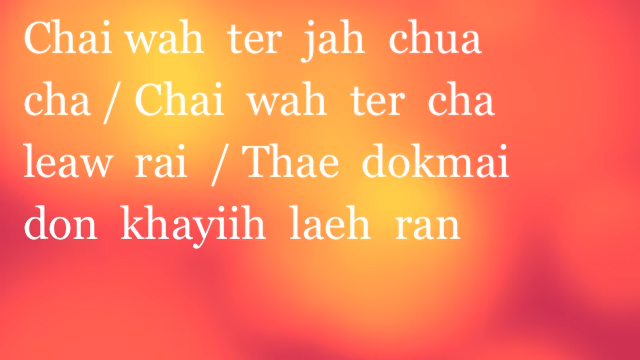 Chai wah ter jah chua
cha / Chai wah ter cha
leaw rai / Thae dokmai
don khayiih laeh ran